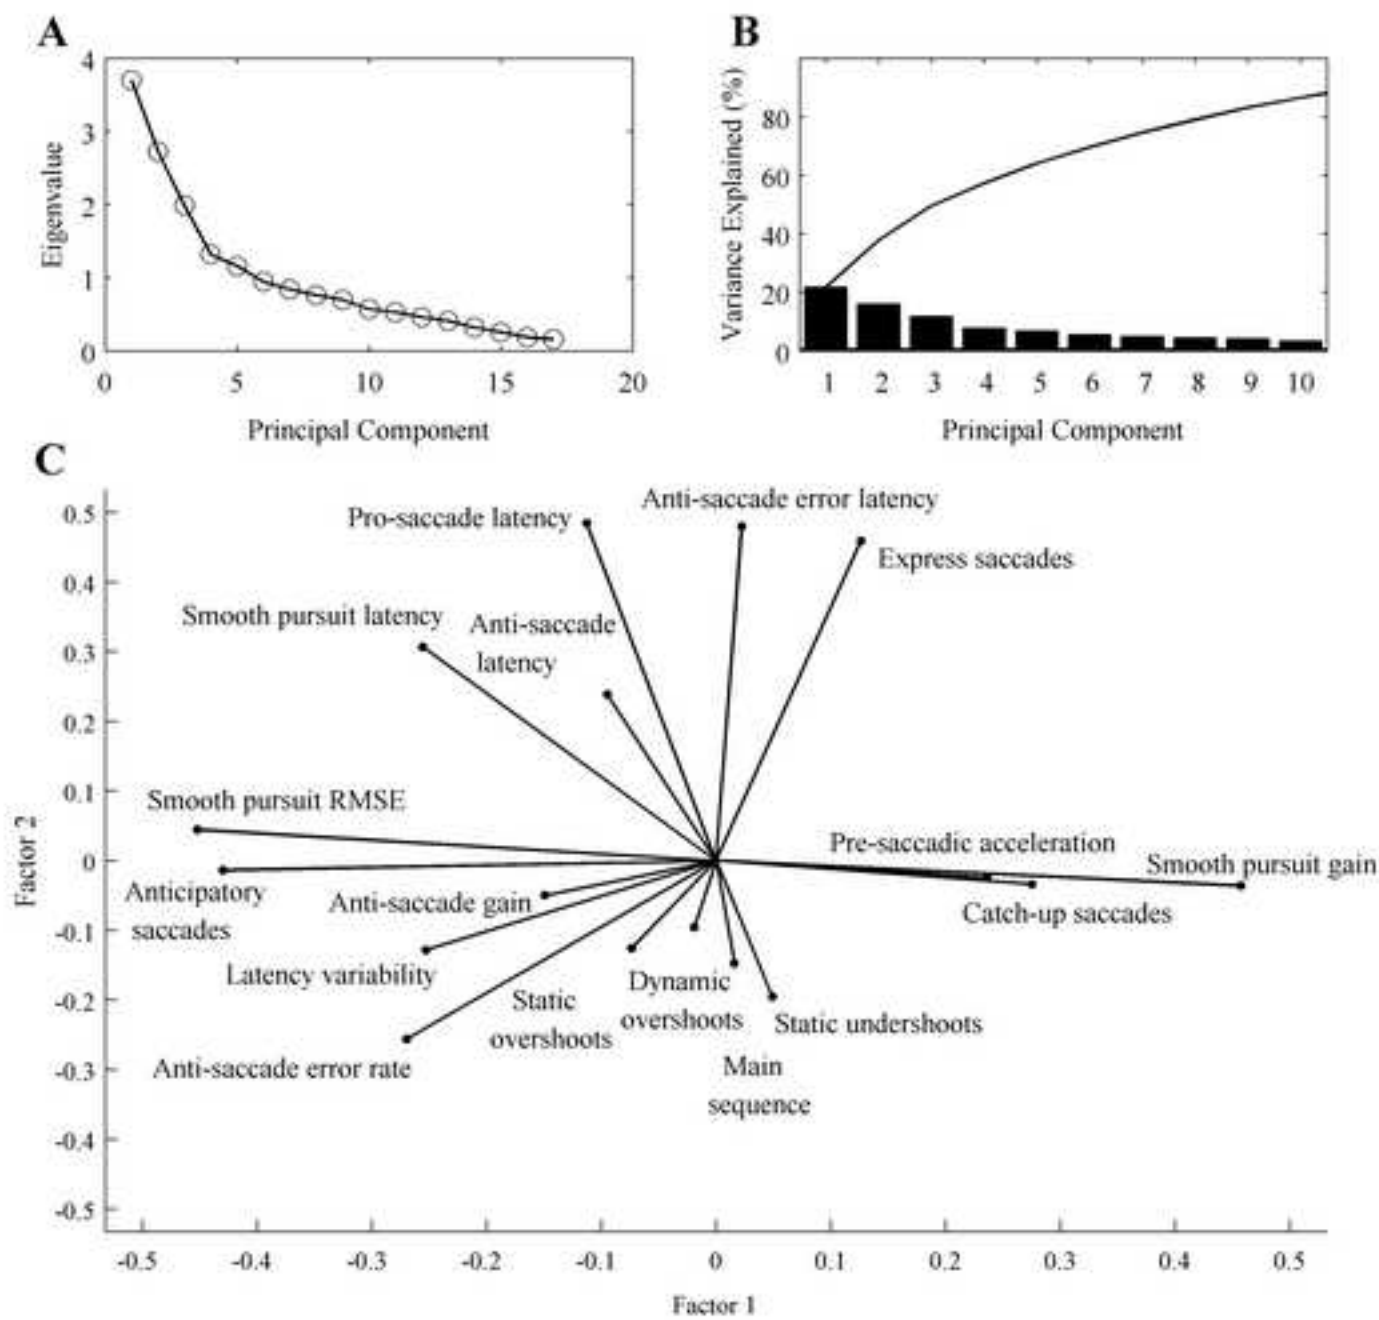 A
4
3
2
1
0
Eigenvalue
0 5 10 15 20
Principal Component
B
80
60
40
20
0
Variance Explained (%)
1 2 3 4 5 6 7 8 9 10
Principal Component
C
0.5
0.4
0.3
0.2
0.1
0
-0.1
-0.2
-0.3
-0.4
-0.5
Factor 2
Anti-saccade error latency
Pro-saccade latency
Express saccades
Smooth pursuit latency
Anti-saccade
latency
Smooth pursuit RMSE
Pre-saccadic acceleration
Smooth pursuit gain
Anticipatory
saccades
Anti-saccade gain
Catch-up saccades
Latency variability
Static
overshoots
Dynamic
overshoots
Static undershoots
Anti-saccade error rate
Main
sequence
-0.5 -0.4 -0.3 -0.2 -0.1 0 0.1 0.2 0.3 0.4 0.5
Factor 1